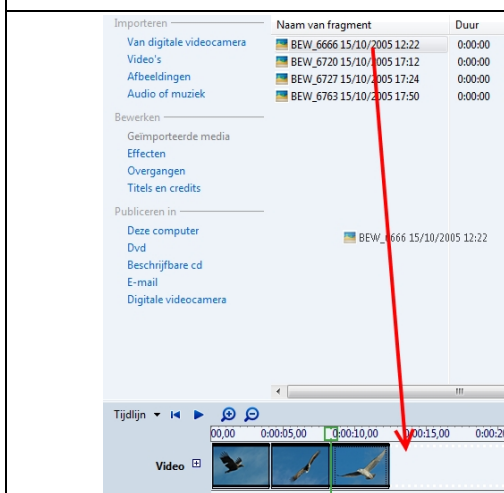 Importeren
Van digitale videocamera
Video's
Afbeeldingen
Audio of muziek
Bewerken
Geïmporteerde media
Effecten
Overgangen
Titels en credits
Publiceren in
Deze computer
Dvd
Beschrijfbare cd
E-mail
Digitale videocamera
Naam van fragment Duur
BEW_6666 15/10/2005 12:22 0:00:00
BEW_6720 15/10/2005 17:12 0:00:00
BEW_6727 15/10/2005 17:24 0:00:00
BEW_6763 15/10/2005 17:50 0:00:00
BEW_6666 15/10/2005 12:22
Tijdlijn
00,00 0:00:05,00 0:00:10,00 0:00:15,00 0:00:20
Video